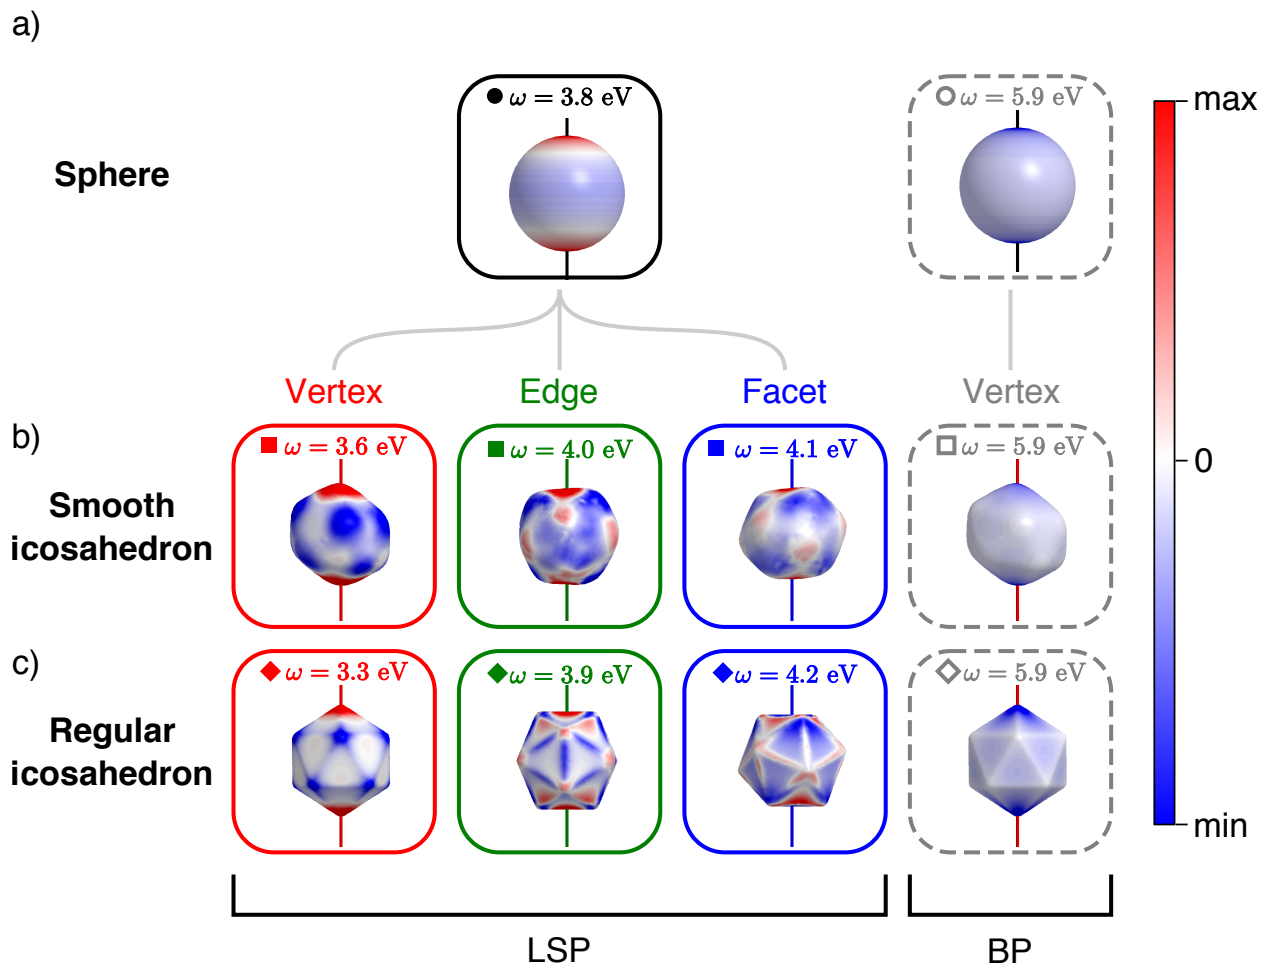 a)
ω = 3.8 eV
ω = 5.9 eV
max
Sphere
Vertex
Edge
Facet
Vertex
b)
ω = 3.6 eV
ω = 4.0 eV
ω = 4.1 eV
ω = 5.9 eV
0
Smooth
icosahedron
c)
ω = 3.3 eV
ω = 3.9 eV
ω = 4.2 eV
ω = 5.9 eV
Regular
icosahedron
min
LSP
BP